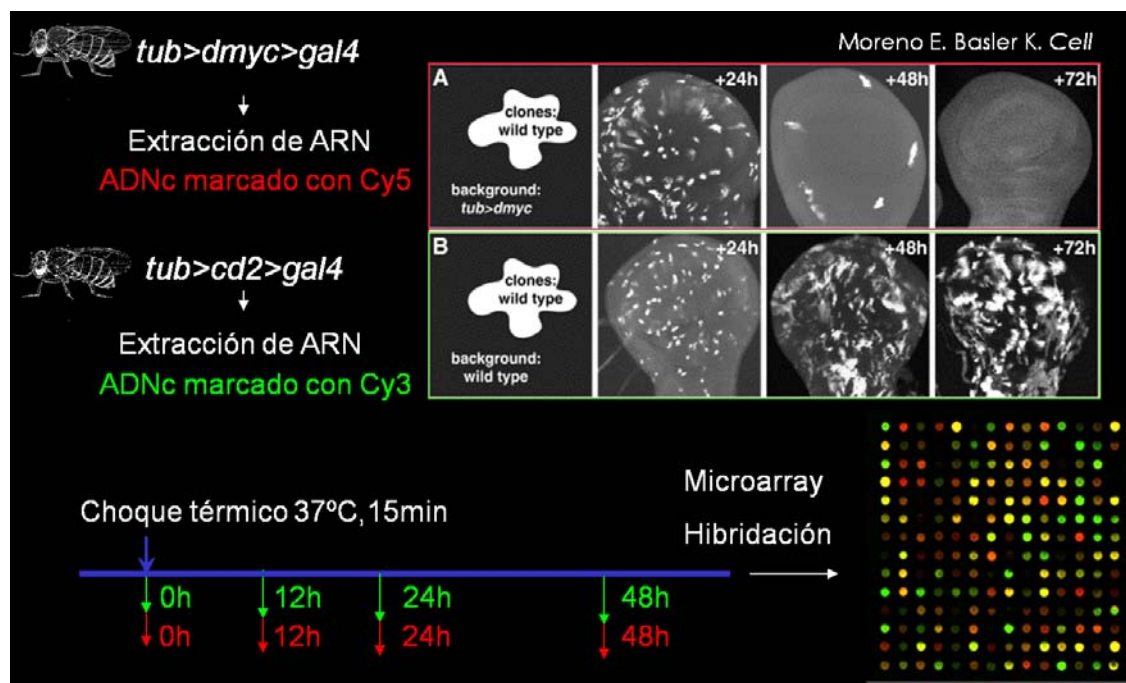 tub>dmyc>gal4
Extracción de ARN
ADNc marcado con Cy5
tub>cd2>gal4
Extracción de ARN
ADNc marcado con Cy3
Moreno E. Basler K. Cell
A
clones:
wild type
background:
tub>dmyc
+24h
+48h
+72h
B
clones:
wild type
background:
wild type
+24h
+48h
+72h
Choque térmico 37ºC,15min
0h 12h 24h 48h
0h 12h 24h 48h
Microarray
Hibridación